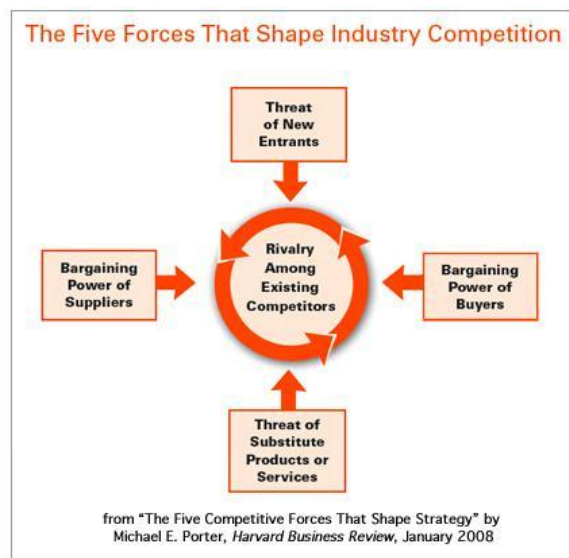 The Five Forces That Shape Industry Competition
Threat
of New
Entrants
Bargaining
Power of
Suppliers
Rivalry
Among
Existing
Competitors
Bargaining
Power of
Buyers
Threat of
Substitute
Products or
Services
from “The Five Competitive Forces That Shape Strategy” by
Michael E. Porter, Harvard Business Review, January 2008